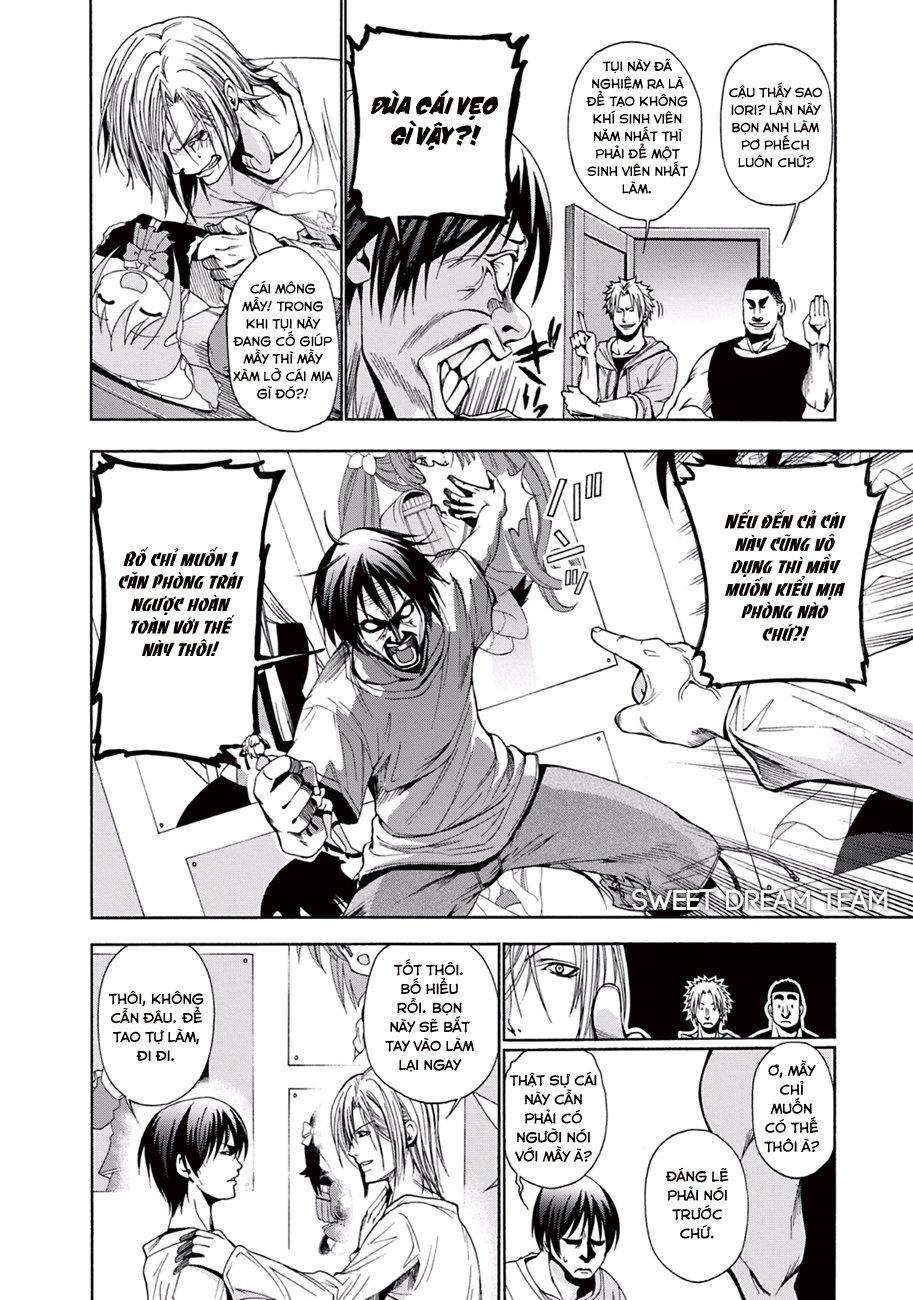 CẬU THẤY SAO
IORI? LẦN NÀY
BỌN ANH LÀM
PƠ PHẾCH
LUÔN CHỨ?
TỤI NÀY ĐÃ
NGHIỆM RA LÀ
ĐỂ TẠO KHÔNG
KHÍ SINH VIÊN
NĂM NHẤT THÌ
PHẢI ĐỂ MỘT
SINH VIÊN NHẤT
LÀM.
ĐÙA CÁI VẸO
GÌ VẬY?!
CÁI MÔNG
MẦY! TRONG
KHI TỤI NÀY
ĐANG CỐ GIÚP
MẦY THÌ MẦY
XÀM LỜ CÁI MỊA
GÌ ĐÓ?!
NẾU ĐẾN CẢ CÁI
NÀY CŨNG VÔ
DỤNG THÌ MẦY
MUỐN KIỂU MỊA
PHÒNG NÀO
CHỨ?!
BỐ CHỈ MUỐN 1
CĂN PHÒNG TRÁI
NGƯỢC HOÀN
TOÀN VỚI THẾ
NÀY THÔI!
SWEET DREAM TEAM
Ơ, MẦY
CHỈ
MUỐN
CÓ THẾ
THÔI À?
ĐÁNG LẼ
PHẢI NÓI
TRƯỚC
CHỨ.
THẬT SỰ CÁI
NÀY CẦN
PHẢI CÓ
NGƯỜI NÓI
VỚI MẦY À?
TỐT THÔI.
BỐ HIỂU
RỒI. BỌN
NÀY SẼ BẮT
TAY VÀO LÀM
LẠI NGAY
THÔI, KHÔNG
CẦN ĐÂU. ĐỂ
TAO TỰ LÀM,
ĐI ĐI.